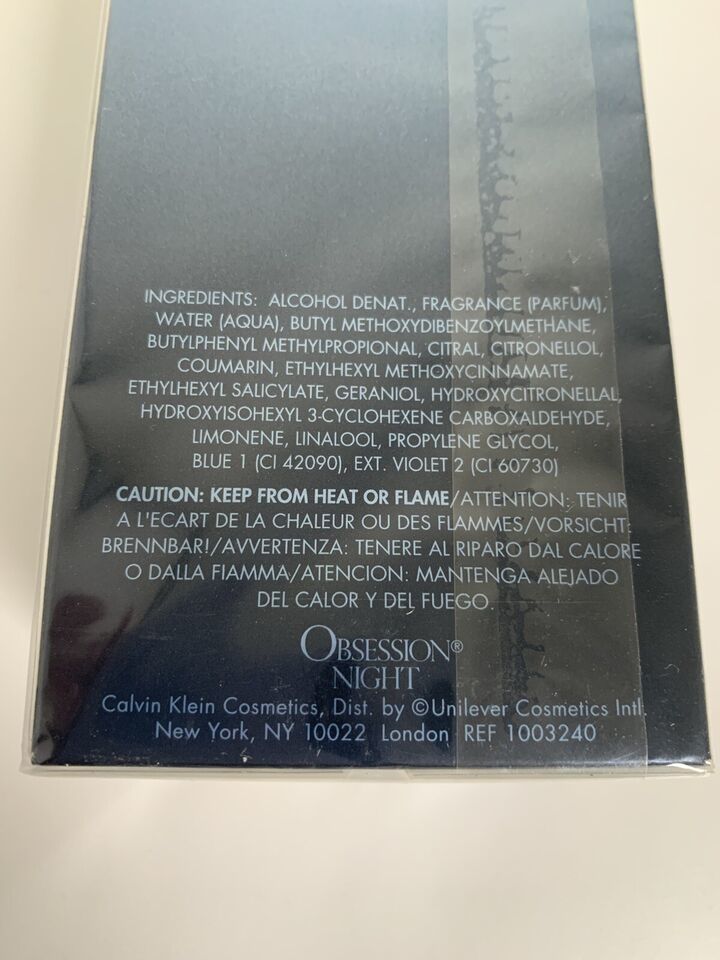 INGREDIENTS: ALCOHOL DENAT., FRAGRANCE (PARFUM),
WATER (AQUA), BUTYL METHOXYDIBENZOYLMETHANE,
BUTYLPHENYL METHYLPROPIONAL, CITRAL, CITRONELLOL,
COUMARIN, ETHYLHEXYL METHOXYCINNAMATE,
ETHYLHEXYL SALICYLATE, GERANIOL, HYDROXYCITRONELLAL,
HYDROXYISOHEXYL 3-CYCLOHEXENE CARBOXALDEHYDE,
LIMONENE, LINALOOL, PROPYLENE GLYCOL,
BLUE 1 (CI 42090), EXT. VIOLET 2 (CI 60730)
CAUTION: KEEP FROM HEAT OR FLAME/ATTENTION: TENIR
A L'ECART DE LA CHALEUR OU DES FLAMMES/VORSICHT:
BRENNBAR!/AVVERTENZA: TENERE AL RIPARO DAL CALORE
O DALLA FIAMMA/ATENCION: MANTENGA ALEJADO
DEL CALOR Y DEL FUEGO.
OBSESSION®
NIGHT
Calvin Klein Cosmetics, Dist. by ©Unilever Cosmetics Intl.
New York, NY 10022 London REF 1003240